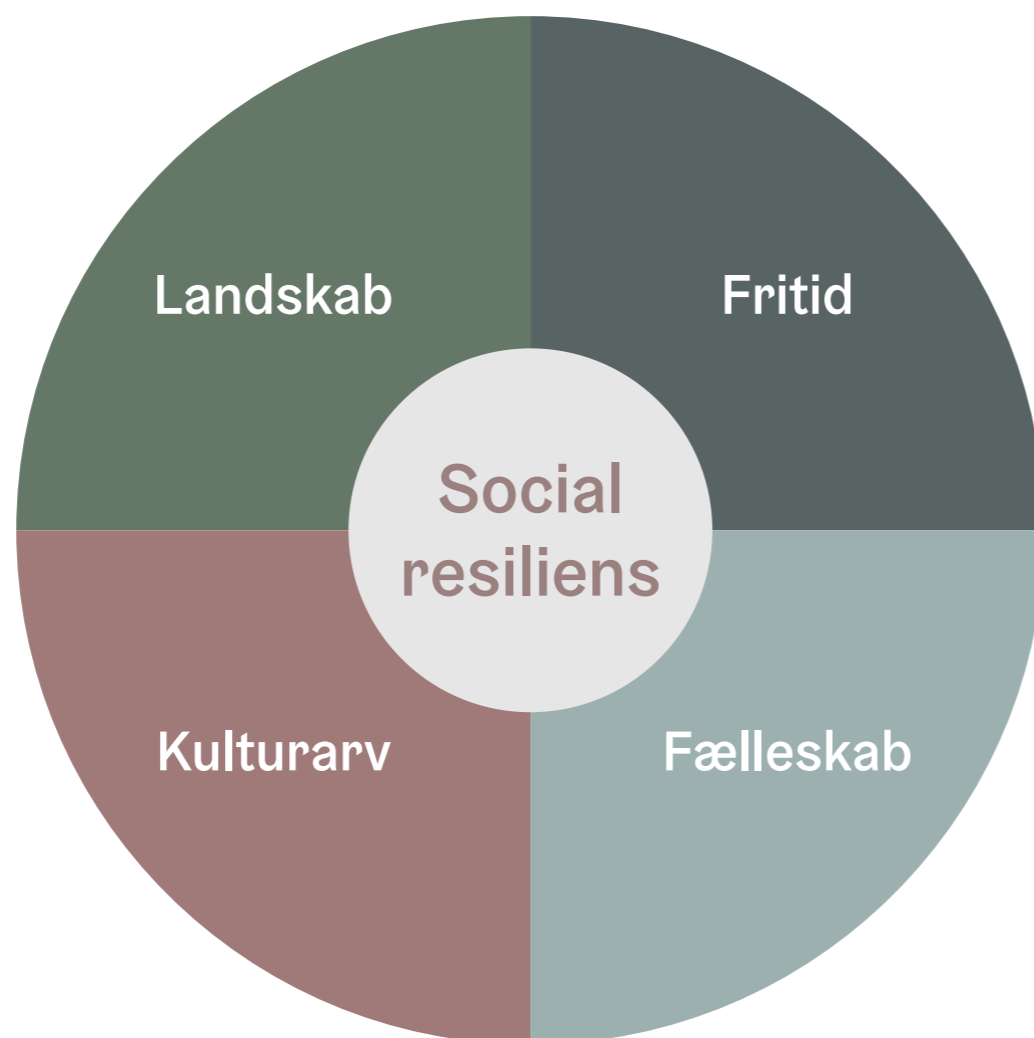 Landskab
Fritid
Social
resiliens
Kulturarv
Fælleskab